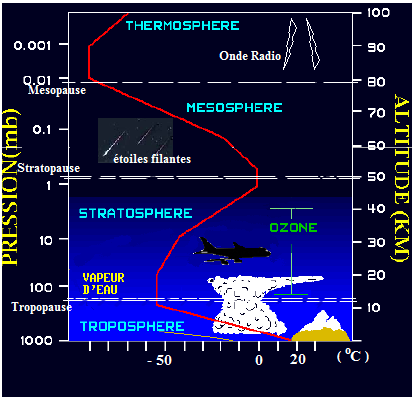 THERMOSPHERE
100
0.001
Onde Radio
90
0.01
80
Mesopause
MESOSPHERE
70
0.1
60
étoiles filantes
Stratopause
50
1
STRATOSPHERE
40
OZONE
10
30
VAPEUR
D'EAU
20
100
Tropopause
10
TROPOSPHERE
1000
0
-50
0
20
(°C)
PRESSION(mb)
ALTITUDE (KM)